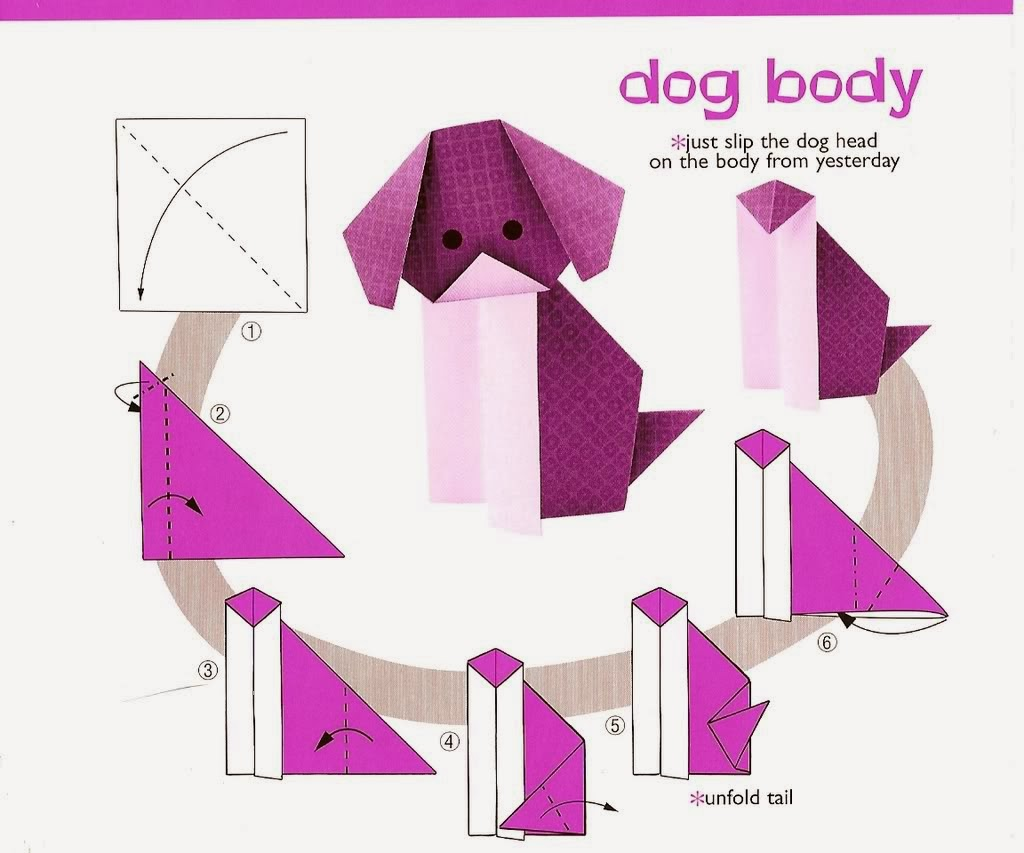 dog body
*just slip the dog head
on the body from yesterday
1
2
3
4
5
*unfold tail
6